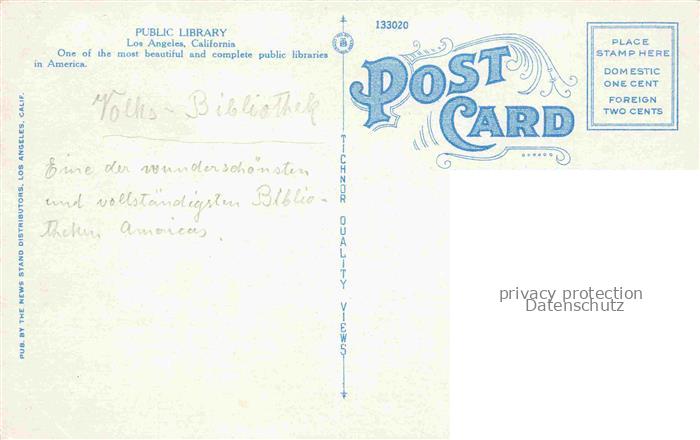 PUBLIC LIBRARY
Los Angeles, California
One of the most beautiful and complete public libraries
in America.
Volks-Bibliothek
Eine der wunderschönsten
und vollständigsten Biblio-
theken Amaricas.
PUB. BY THE NEWS STAND DISTRIBUTORS, LOS ANGELES, CALIF.
TICHNOR QUALITY VIEWS
133020
POST
CARD
PLACE
STAMP HERE
DOMESTIC
ONE CENT
FOREIGN
TWO CENTS
privacy protection
Datenschutz